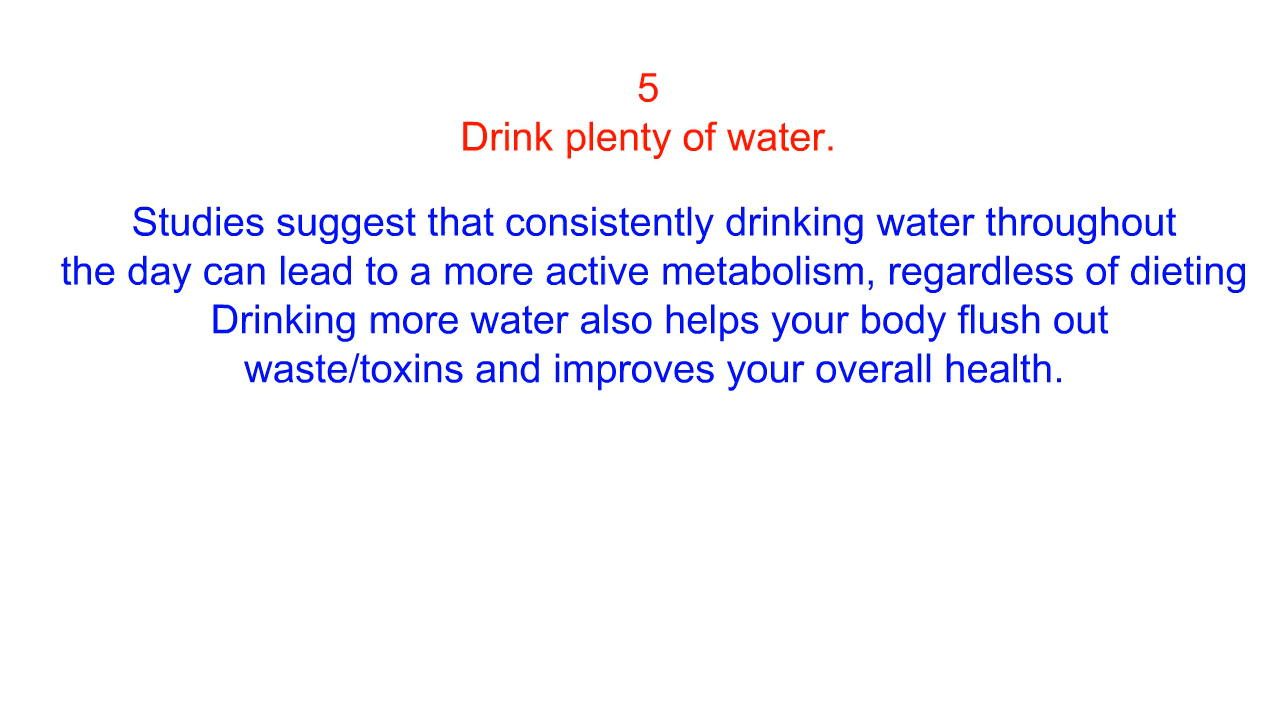 5
Drink plenty of water.
Studies suggest that consistently drinking water throughout
the day can lead to a more active metabolism, regardless of dieting
Drinking more water also helps your body flush out
waste/toxins and improves your overall health.